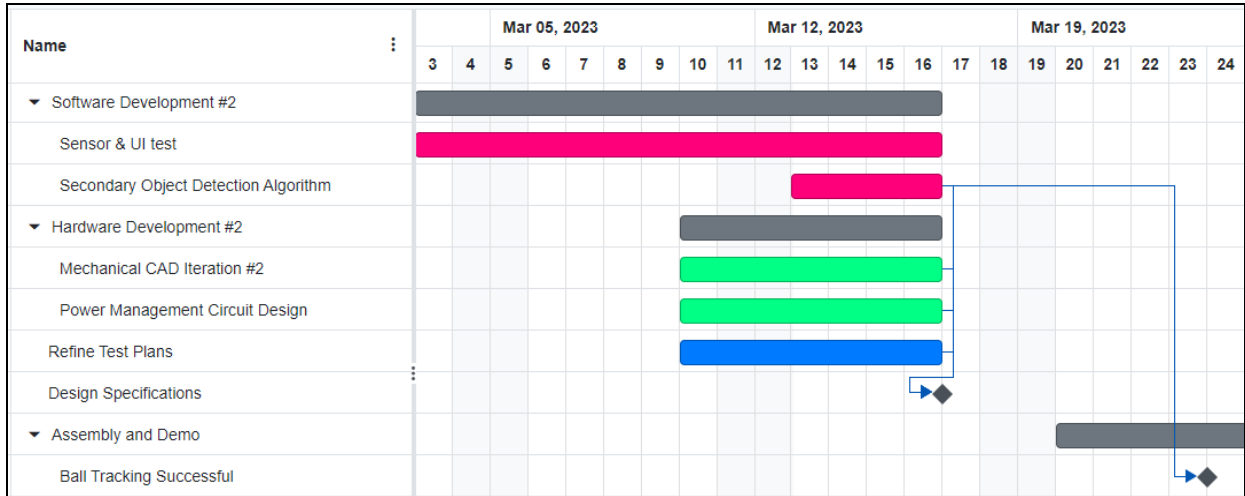 Name
Mar 05, 2023 Mar 12, 2023 Mar 19, 2023
3 4 5 6 7 8 9 10 11 12 13 14 15 16 17 18 19 20 21 22 23 24
Software Development #2
Sensor & UI test
Secondary Object Detection Algorithm
Hardware Development #2
Mechanical CAD Iteration #2
Power Management Circuit Design
Refine Test Plans
Design Specifications
Assembly and Demo
Ball Tracking Successful